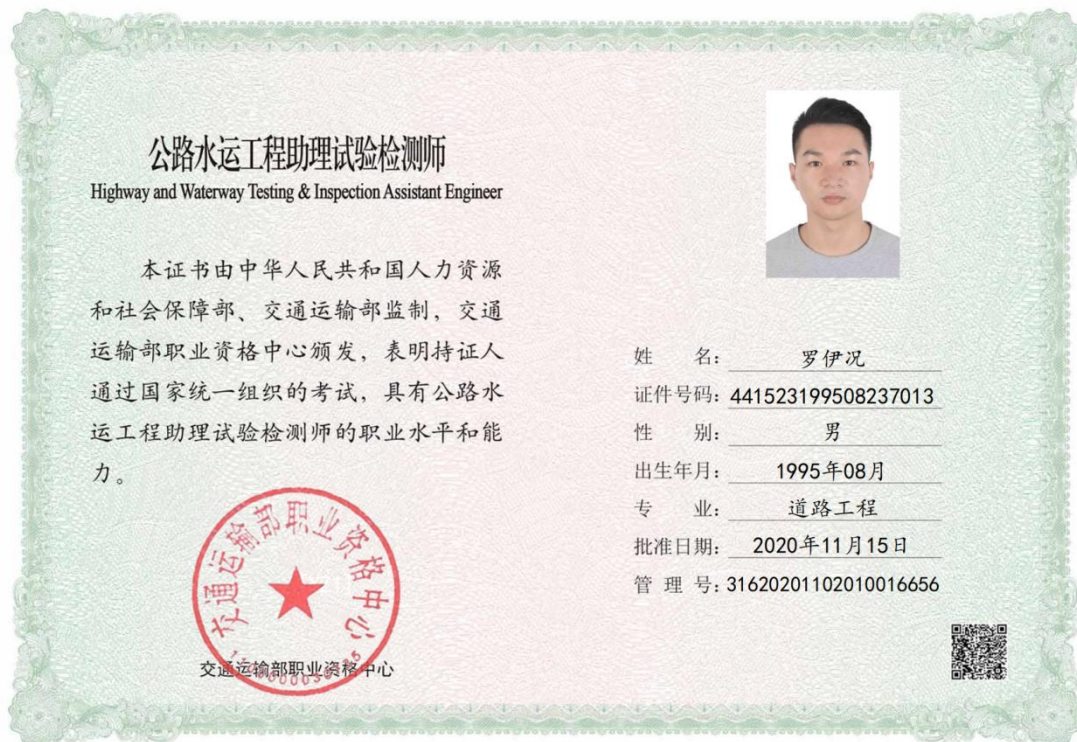 公路水运工程助理试验检测师
Highway and Waterway Testing & Inspection Assistant Engineer
本证书由中华人民共和国人力资源
和社会保障部、交通运输部监制，交通
运输部职业资格中心颁发，表明持证人
通过国家统一组织的考试，具有公路水
运工程助理试验检测师的职业水平和能
力。
交通运输部职业资格中心
交通运输部职业资格中心
姓 名： 罗伊况
证件号码： 441523199508237013
性 别： 男
出生年月： 1995年08月
专 业： 道路工程
批准日期： 2020年11月15日
管 理 号： 31620201102010016656